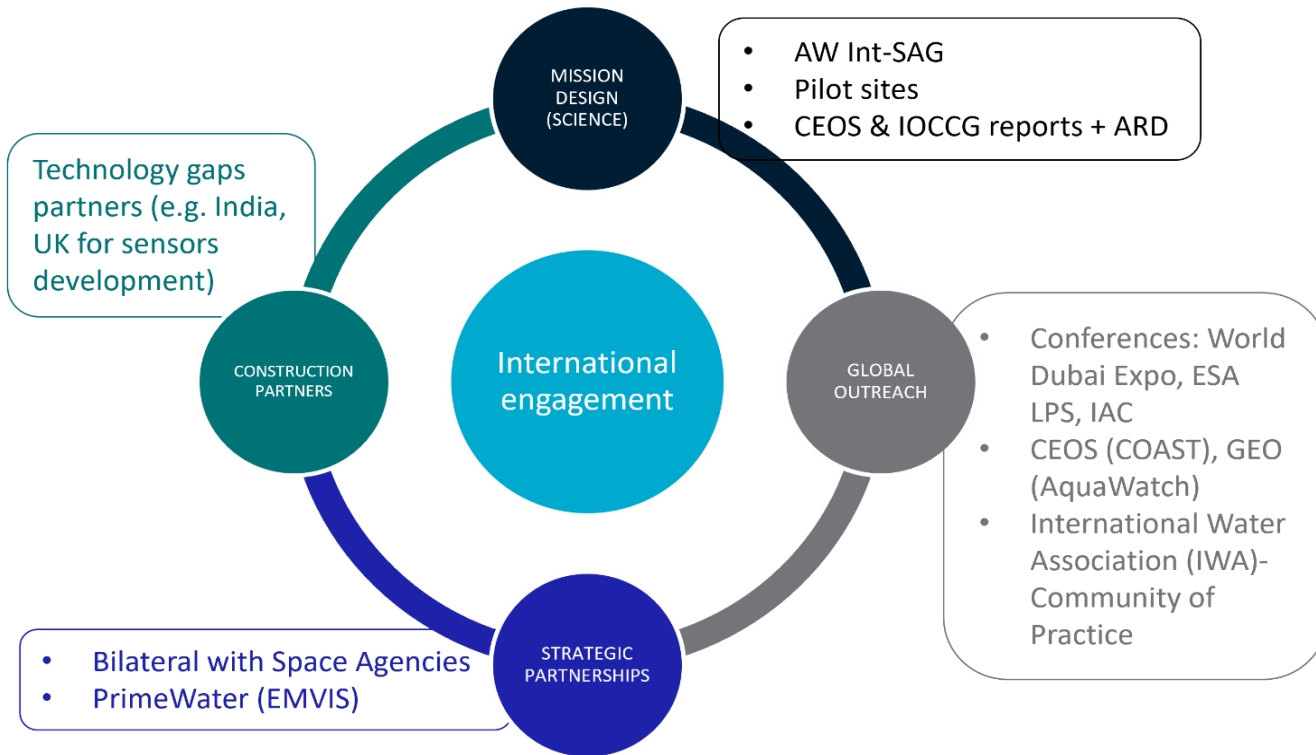 MISSION
DESIGN
(SCIENCE)
• AW Int-SAG
• Pilot sites
• CEOS & IOCCG reports + ARD
Technology gaps
partners (e.g. India,
UK for sensors
development)
CONSTRUCTION
PARTNERS
International
engagement
GLOBAL
OUTREACH
• Conferences: World
Dubai Expo, ESA
LPS, IAC
• CEOS (COAST), GEO
(AquaWatch)
• International Water
Association (IWA)-
Community of
Practice
STRATEGIC
PARTNERSHIPS
• Bilateral with Space Agencies
• PrimeWater (EMVIS)